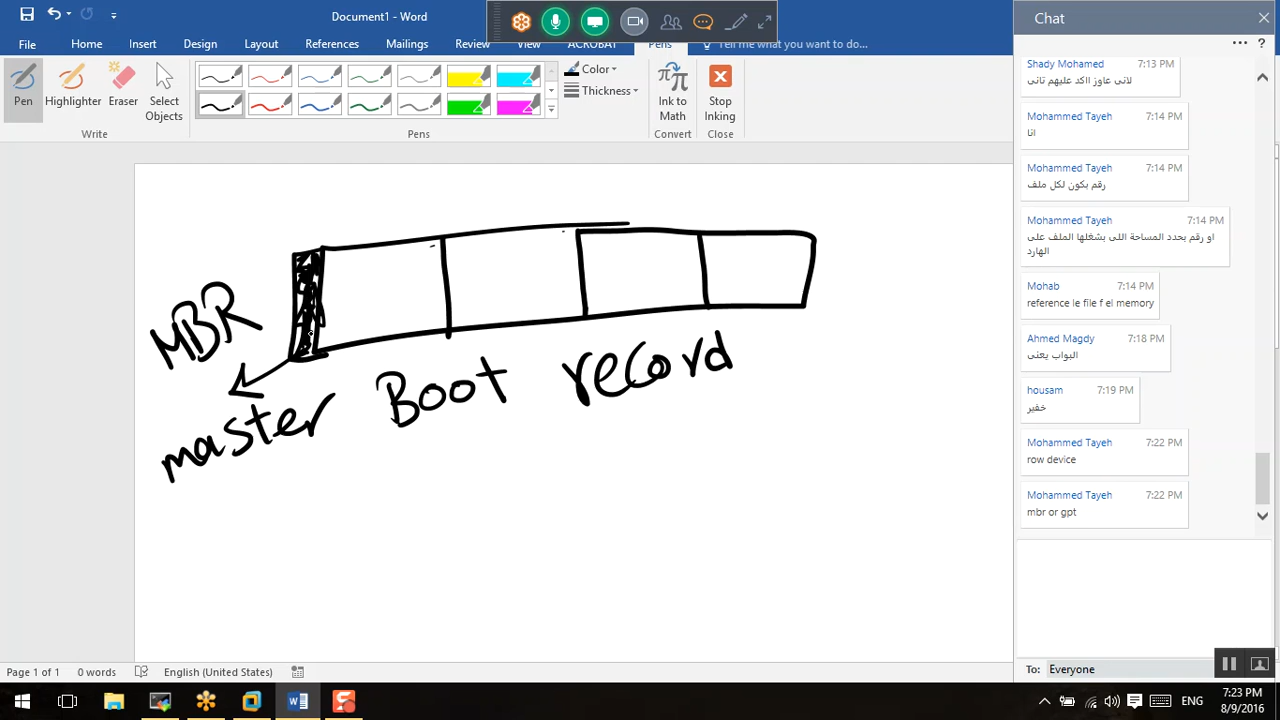 Document1 - Word
File
Home
Insert
Design
Layout
References
Mailings
Review
View
ACROBAT
Pens
Tell me what you want to do...
Pen
Highlighter
Eraser
Select Objects
Color
Thickness
Ink to Math
Stop Inking
Write
Pens
Convert
Close
MBR
master Boot record
Chat
Shady Mohamed 7:13 PM
لانى عاوز ااكد عليهم تانى
Mohammed Tayeh 7:14 PM
انا
Mohammed Tayeh 7:14 PM
رقم بكون لكل ملف
Mohammed Tayeh 7:14 PM
او رقم بحدد المساحة اللى بشغلها الملف على
الهارد
Mohab 7:14 PM
reference le file f el memory
Ahmed Magdy 7:18 PM
البواب يعنى
housam 7:19 PM
خفير
Mohammed Tayeh 7:22 PM
row device
Mohammed Tayeh 7:22 PM
mbr or gpt
To: Everyone
Page 1 of 1 0 words English (United States)
ENG 7:23 PM
8/9/2016